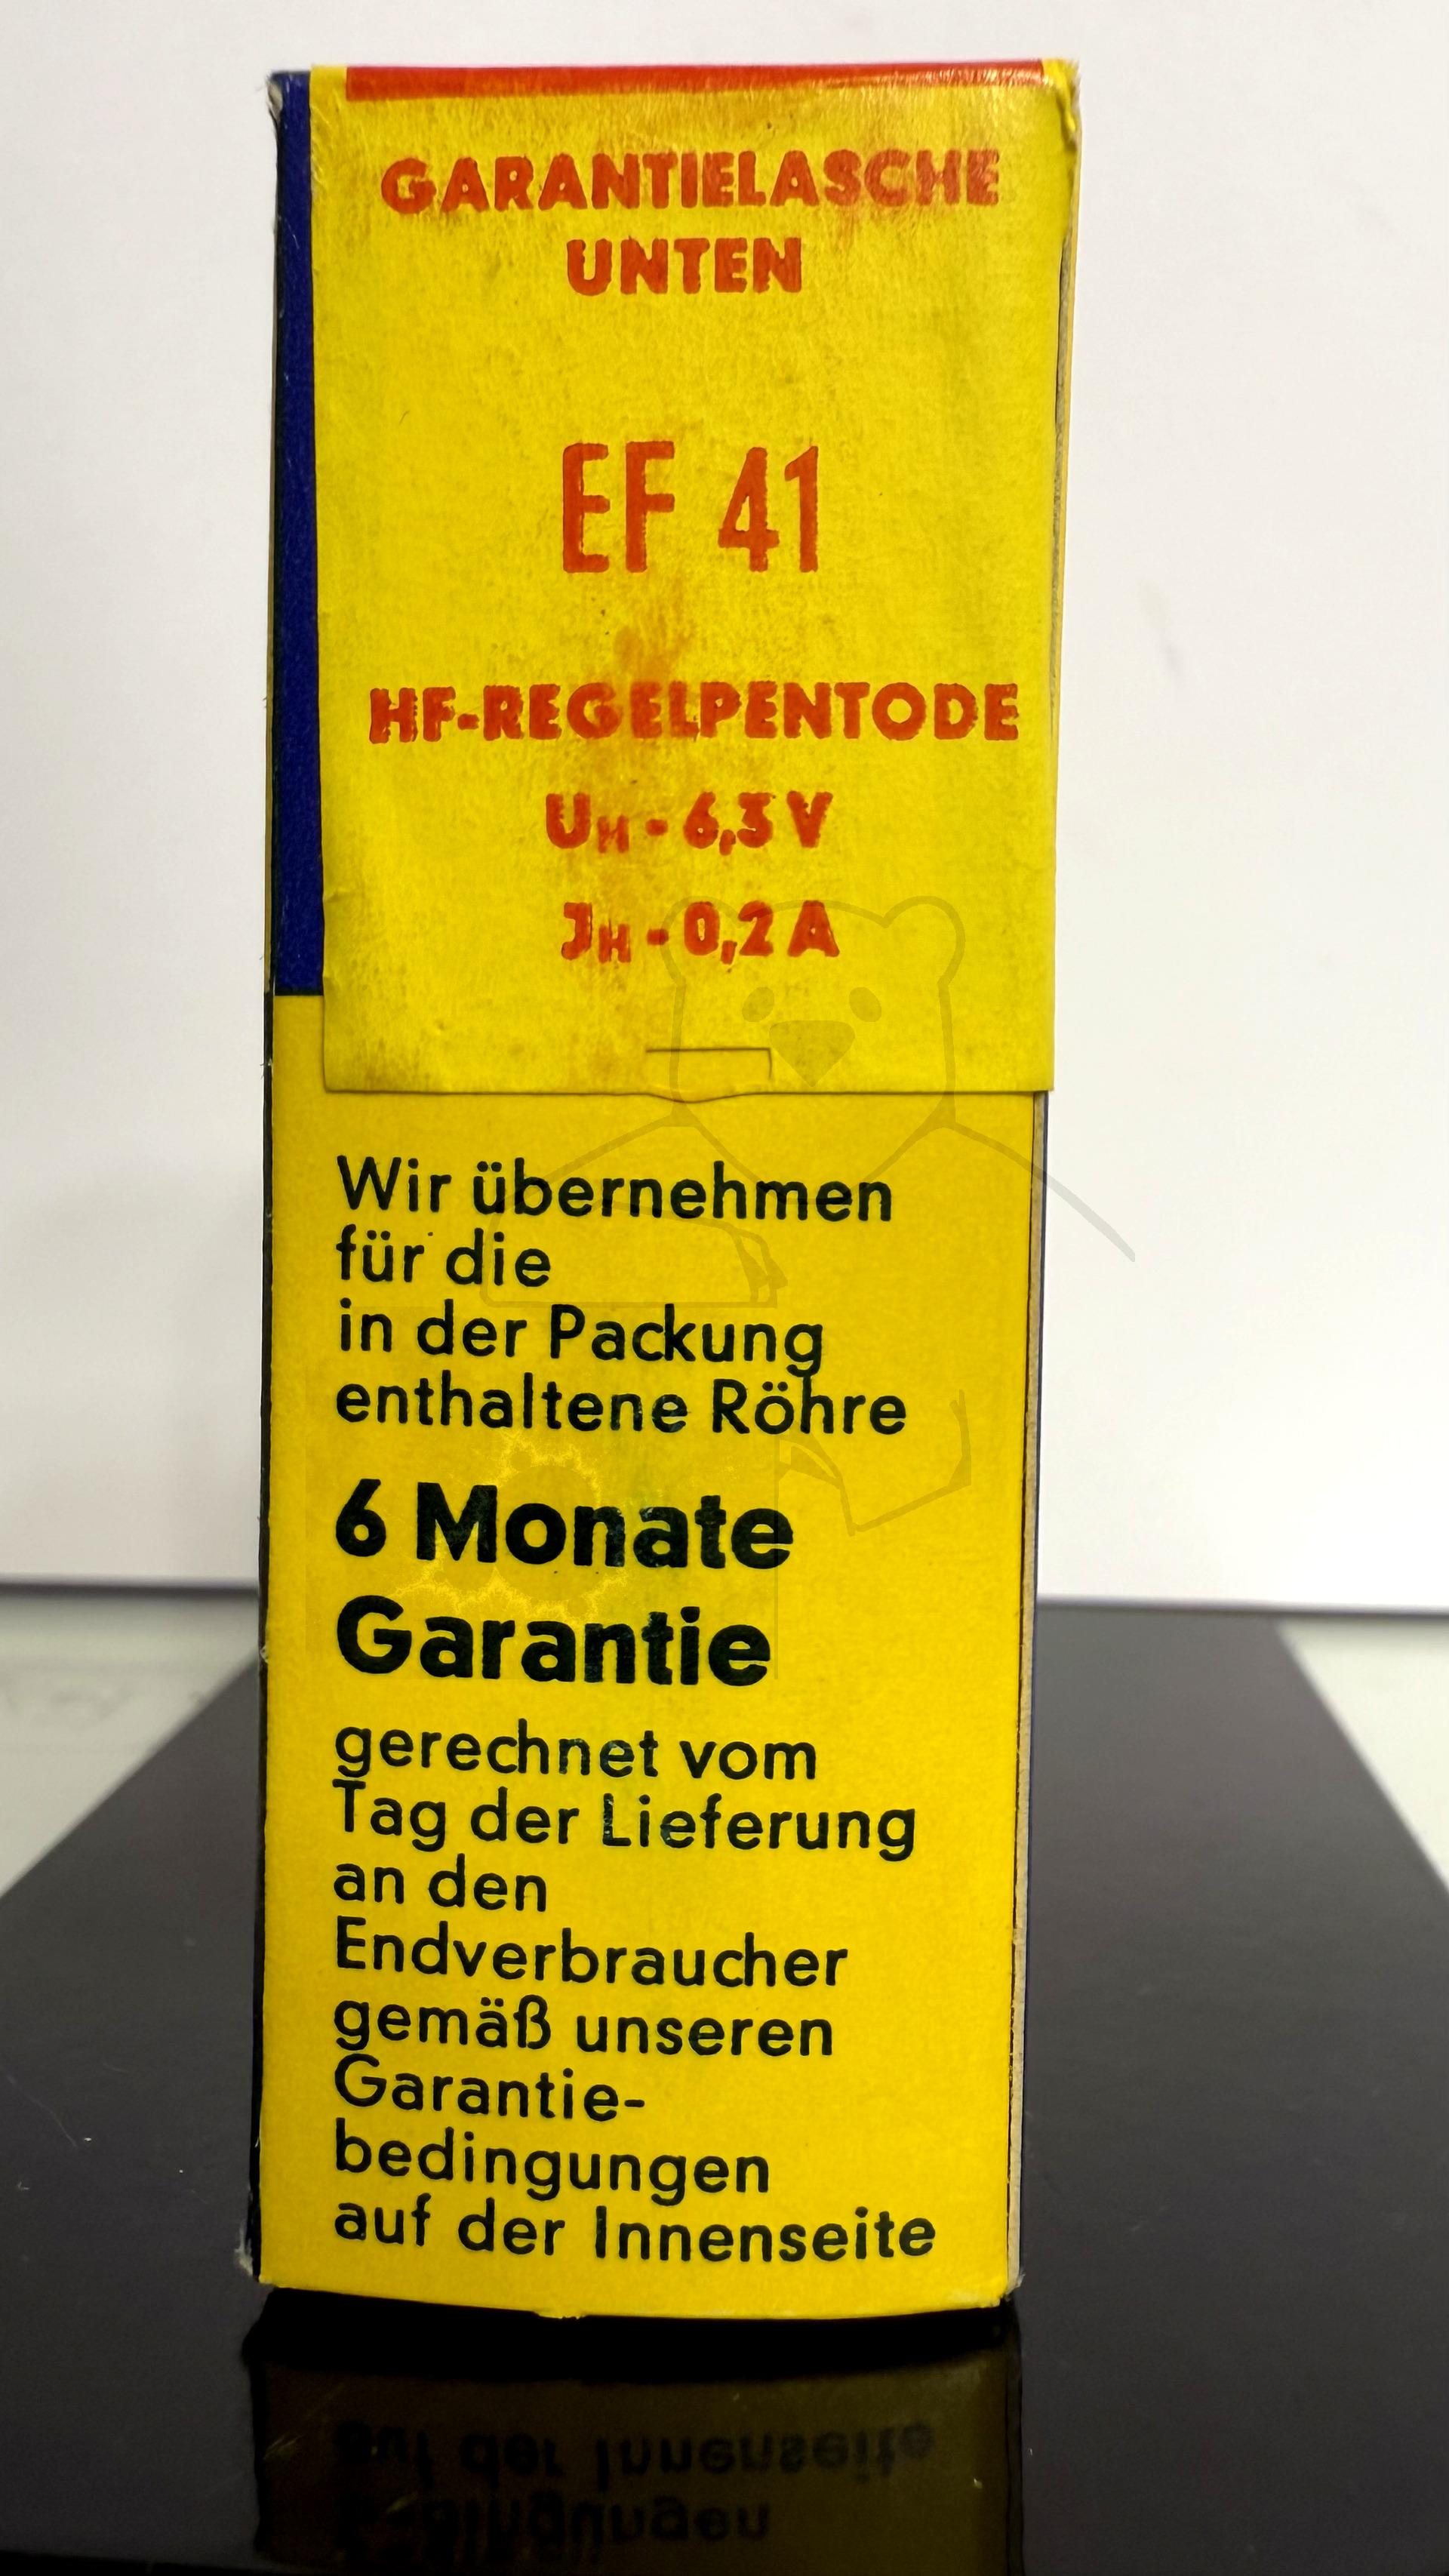 GARANTIELASCHE
UNTEN
EF 41
HF-REGELPENTODE
UH - 6,3 V
JH - 0,2 A
Wir übernehmen
für die
in der Packung
enthaltene Röhre
6 Monate
Garantie
gerechnet vom
Tag der Lieferung
an den
Endverbraucher
gemäß unseren
Garantie-
bedingungen
auf der Innenseite